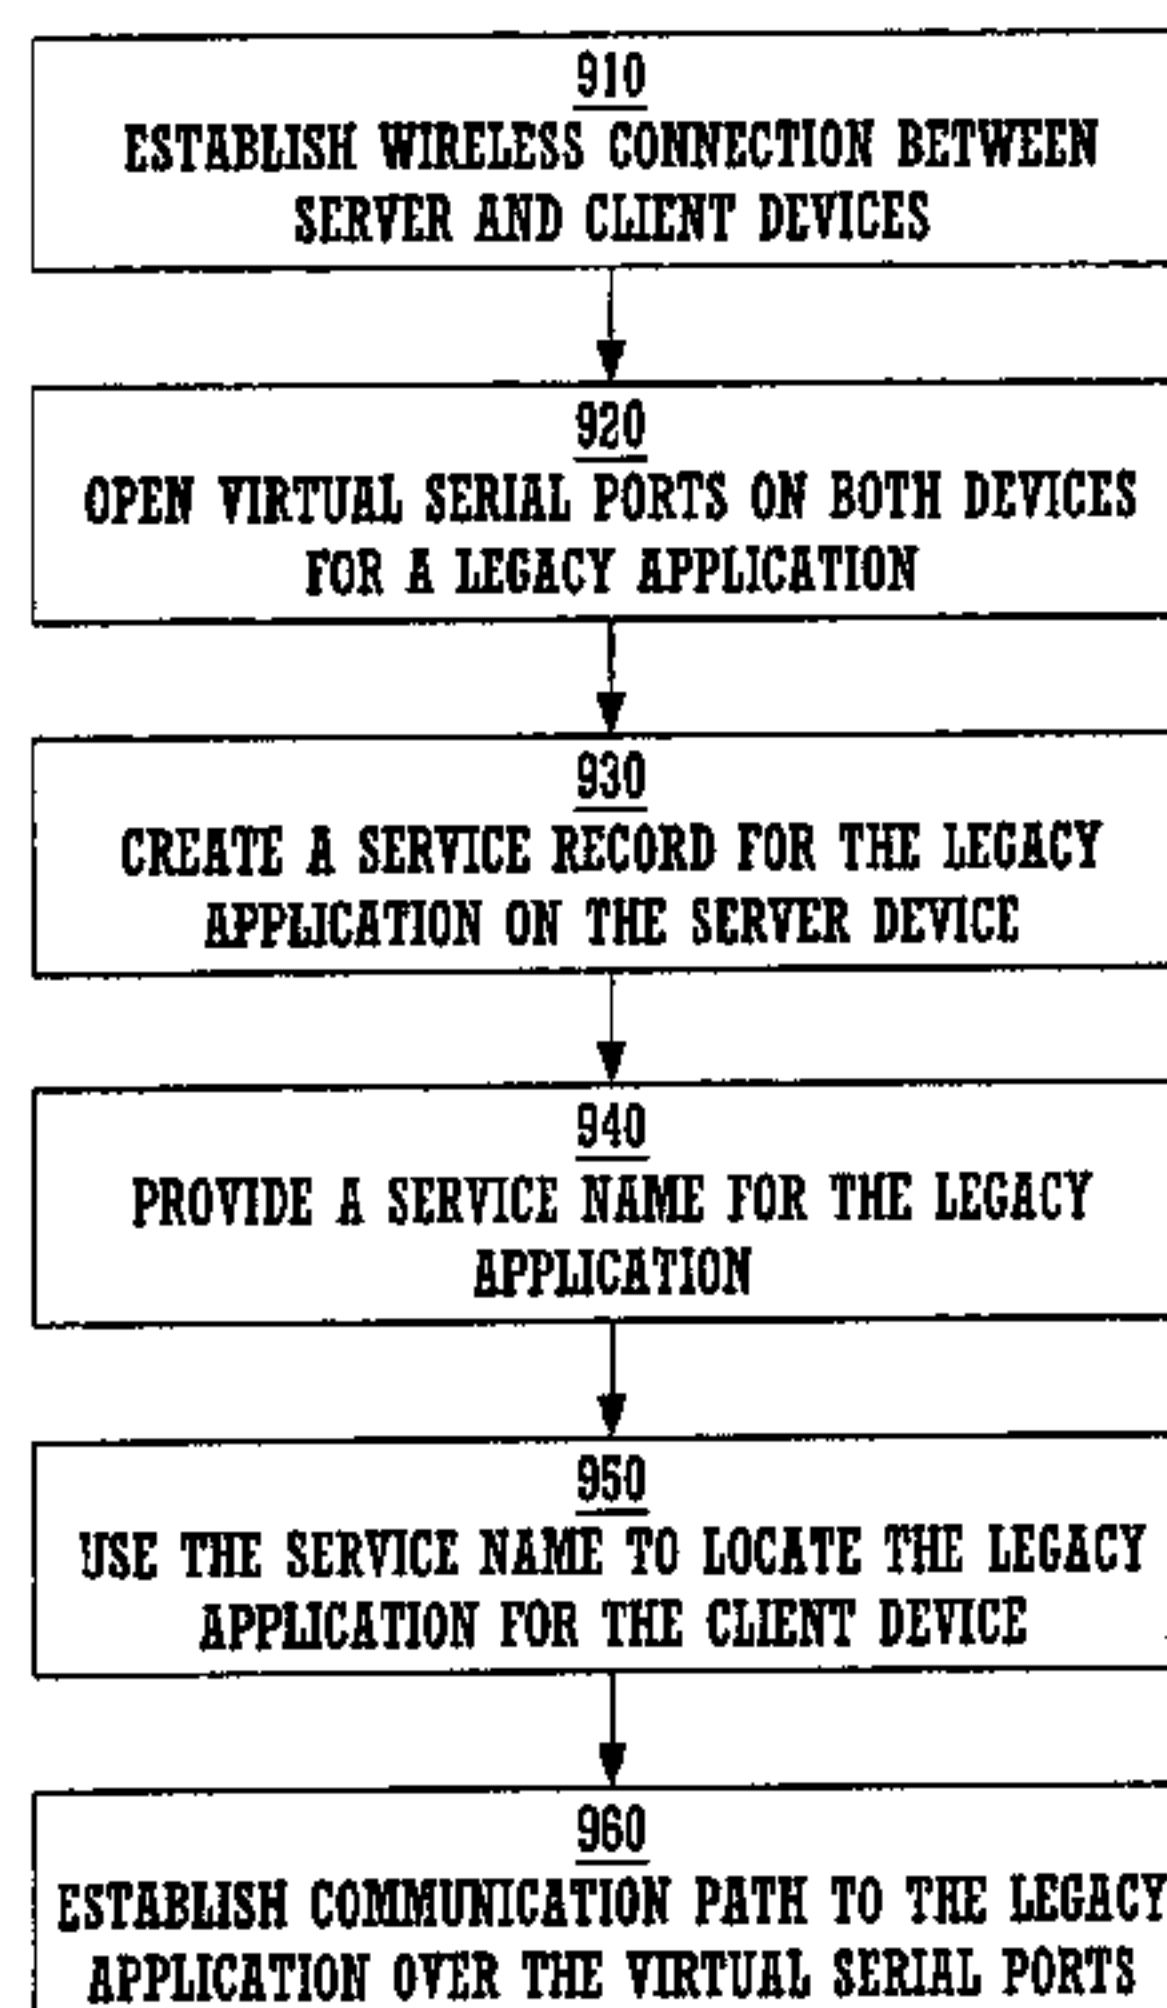 910
ESTABLISH WIRELESS CONNECTION BETWEEN
SERVER AND CLIENT DEVICES
920
OPEN VIRTUAL SERIAL PORTS ON BOTH DEVICES
FOR A LEGACY APPLICATION
930
CREATE A SERVICE RECORD FOR THE LEGACY
APPLICATION ON THE SERVER DEVICE
940
PROVIDE A SERVICE NAME FOR THE LEGACY
APPLICATION
950
USE THE SERVICE NAME TO LOCATE THE LEGACY
APPLICATION FOR THE CLIENT DEVICE
960
ESTABLISH COMMUNICATION PATH TO THE LEGACY
APPLICATION OVER THE VIRTUAL SERIAL PORTS